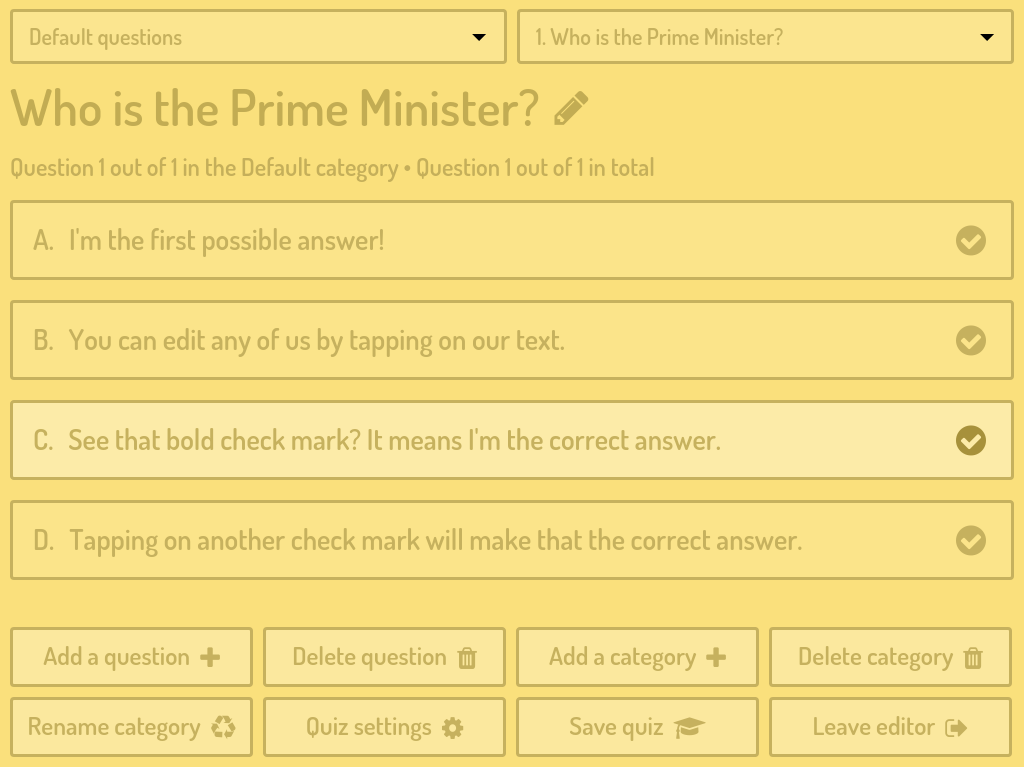 Default questions
1. Who is the Prime Minister?
Who is the Prime Minister?
Question 1 out of 1 in the Default category • Question 1 out of 1 in total
A. I'm the first possible answer!
B. You can edit any of us by tapping on our text.
C. See that bold check mark? It means I'm the correct answer.
D. Tapping on another check mark will make that the correct answer.
Add a question
Delete question
Add a category
Delete category
Rename category
Quiz settings
Save quiz
Leave editor